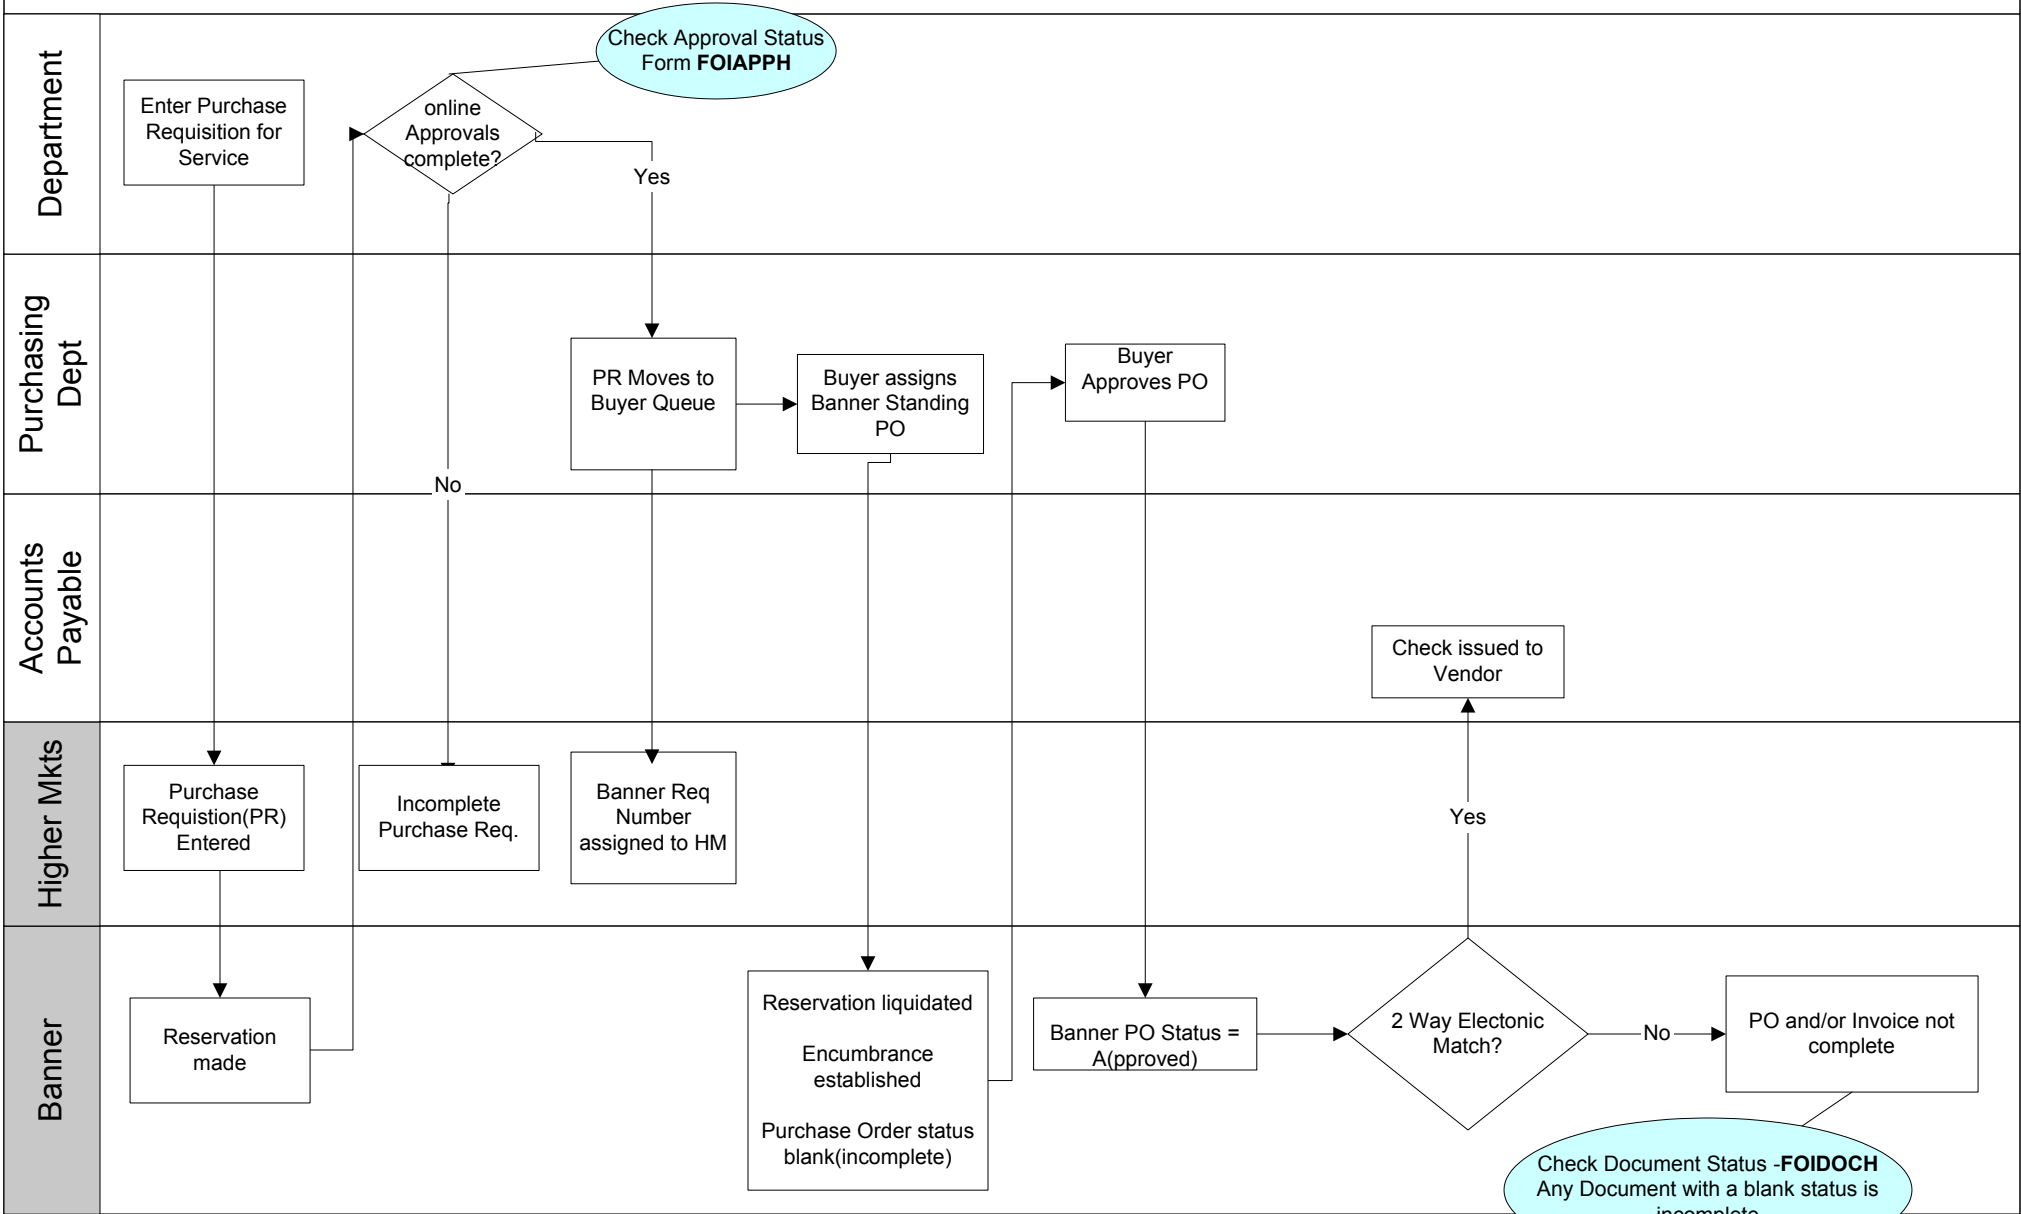 Department
Enter Purchase
Requisition for
Service
online
Approvals
complete?
Check Approval Status
Form FOIAPPH
Yes
Purchasing
Dept
PR Moves to
Buyer Queue
Buyer assigns
Banner Standing
PO
Buyer
Approves PO
No
Accounts
Payable
Check issued to
Vendor
Higher Mkts
Purchase
Requistion(PR)
Entered
Incomplete
Purchase Req.
Banner Req
Number
assigned to HM
Yes
Banner
Reservation
made
Reservation liquidated
Encumbrance
established
Purchase Order status
blank(incomplete)
Banner PO Status =
A(pproved)
2 Way Electonic
Match?
No
PO and/or Invoice not
complete
Check Document Status -FOIDOCH
Any Document with a blank status is
incomplete